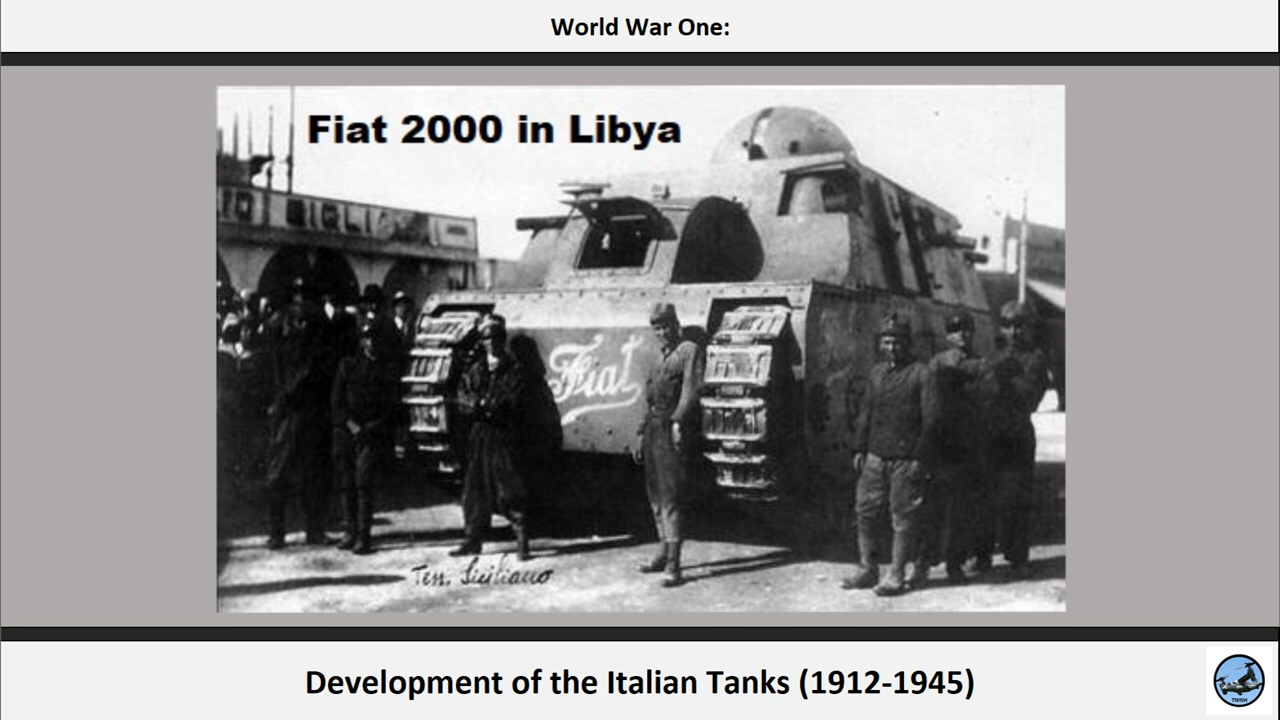 World War One:
Fiat 2000 in Libya
Fiat
Ten. Siciliano
Development of the Italian Tanks (1912-1945)